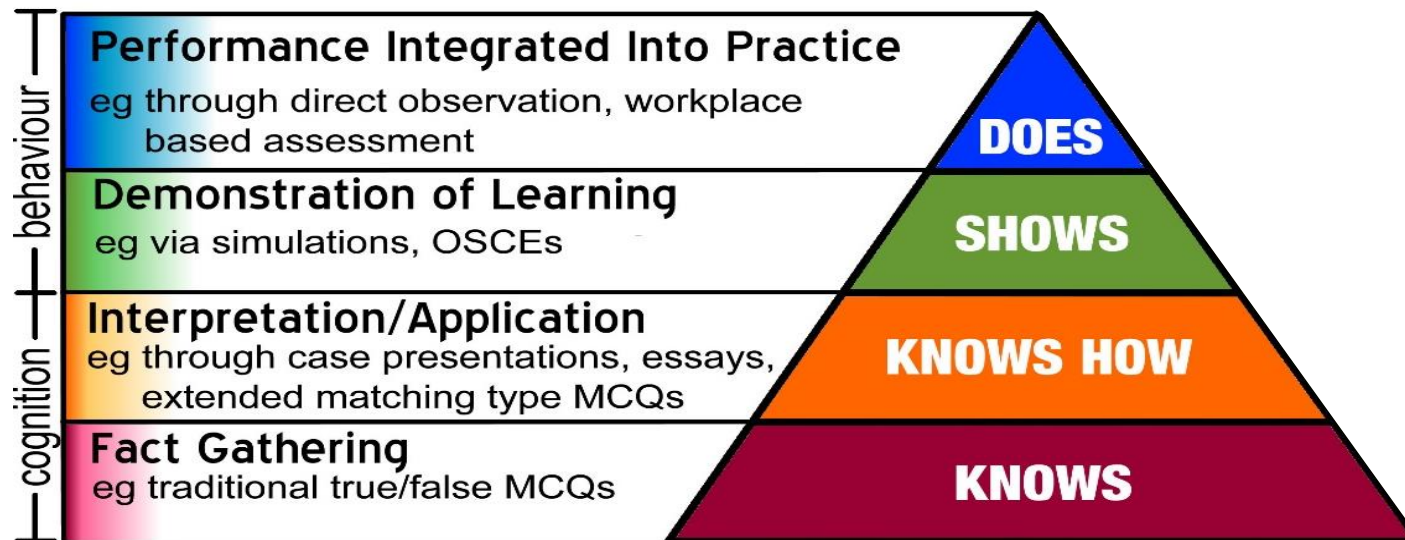 Performance Integrated Into Practice
eg through direct observation, workplace
based assessment
DOES
Demonstration of Learning
eg via simulations, OSCEs
SHOWS
behaviour
Interpretation/Application
eg through case presentations, essays,
extended matching type MCQs
KNOWS HOW
Fact Gathering
eg traditional true/false MCQs
KNOWS
cognition